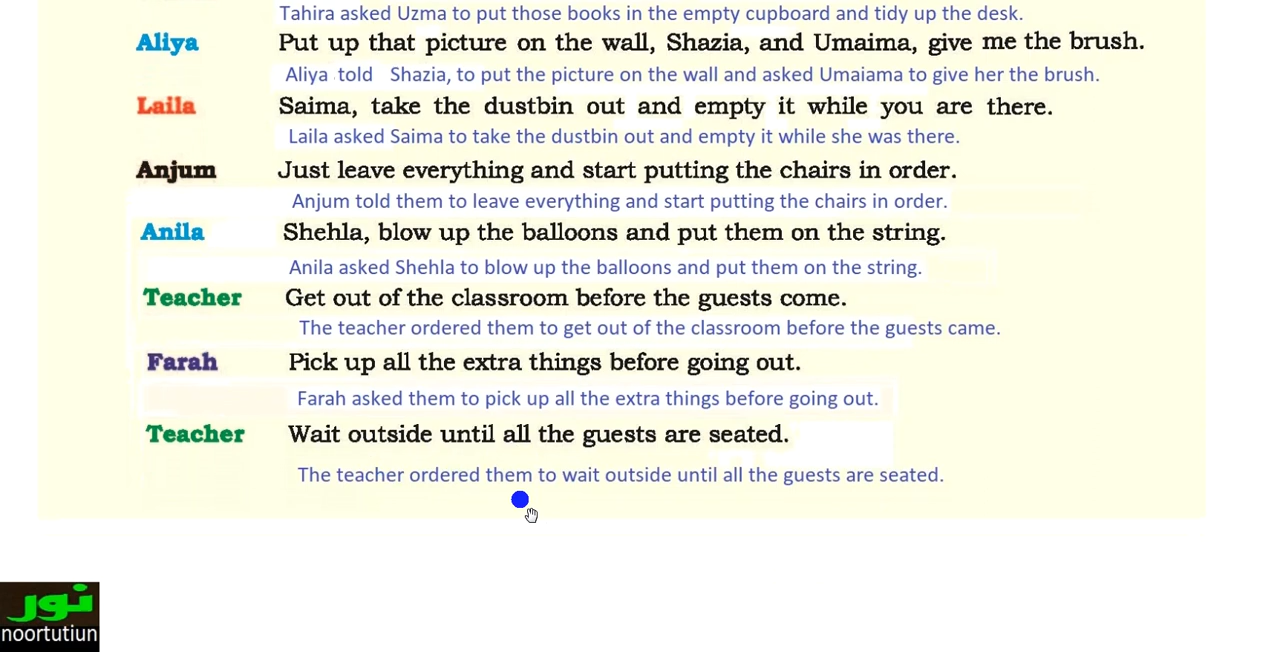 Tahira asked Uzma to put those books in the empty cupboard and tidy up the desk.
Aliya Put up that picture on the wall, Shazia, and Umaima, give me the brush.
Aliya told Shazia, to put the picture on the wall and asked Umaiama to give her the brush.
Laila Saima, take the dustbin out and empty it while you are there.
Laila asked Saima to take the dustbin out and empty it while she was there.
Anjum Just leave everything and start putting the chairs in order.
Anjum told them to leave everything and start putting the chairs in order.
Anila Shehla, blow up the balloons and put them on the string.
Anila asked Shehla to blow up the balloons and put them on the string.
Teacher Get out of the classroom before the guests come.
The teacher ordered them to get out of the classroom before the guests came.
Farah Pick up all the extra things before going out.
Farah asked them to pick up all the extra things before going out.
Teacher Wait outside until all the guests are seated.
The teacher ordered them to wait outside until all the guests are seated.
نور
noortutiun